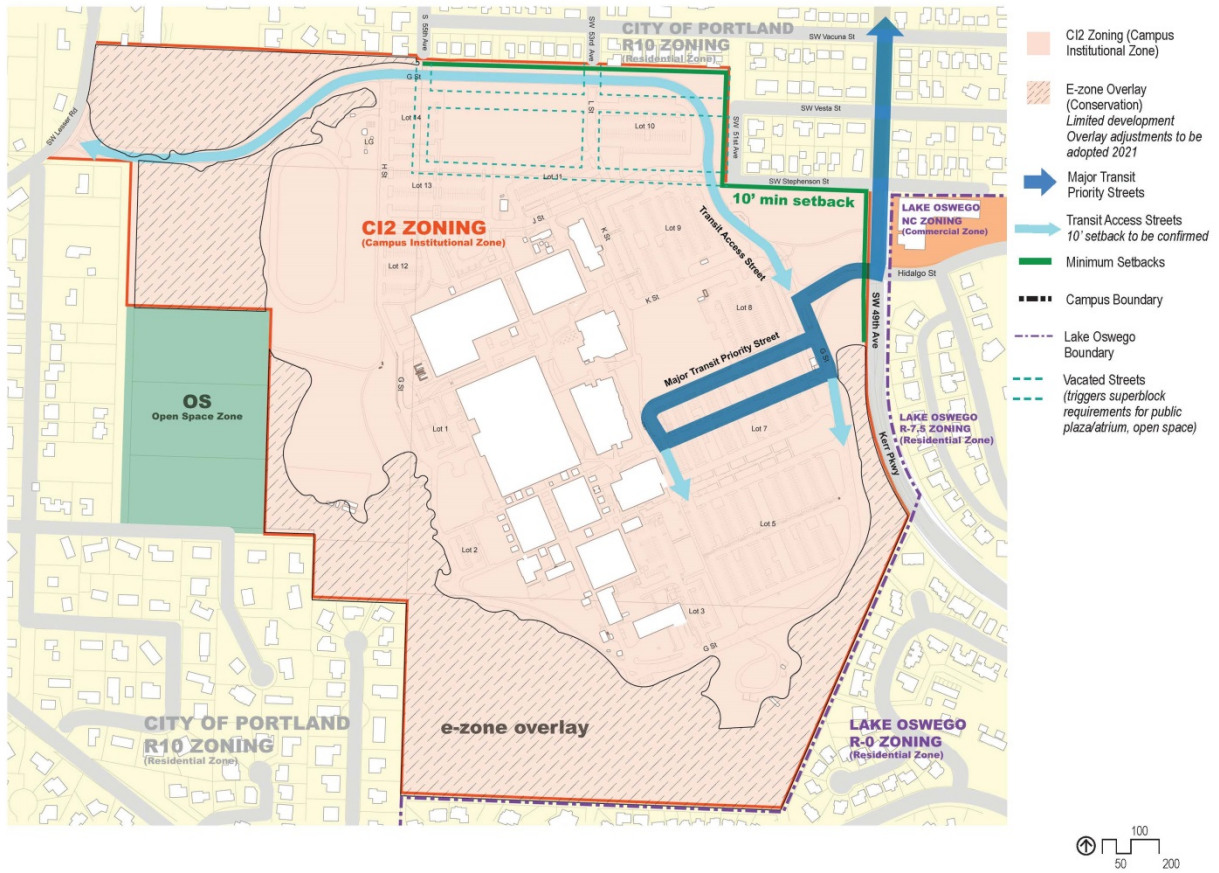 S. 55th Ave
SW 53rd Ave
CITY OF PORTLAND
R10 ZONING
(Residential Zone)
SW Vacuna St
SW Lesser Rd
G St
L St
SW Vesta St
Lot 14
Lot 10
LG
SW 51st Ave
H St
Lot 11
Lot 13
SW Stephenson St
10' min setback
LAKE OSWEGO
NC ZONING
(Commercial Zone)
CI2 ZONING
(Campus Institutional Zone)
J St
K St
Lot 9
Transit Access Street
Lot 12
Hidalgo St
K St
Lot 8
SW 49th Ave
Major Transit Priority Street
G St
G St
OS
Open Space Zone
Lot 1
Lot 7
LAKE OSWEGO
R-7.5 ZONING
(Residential Zone)
Kerr Pkwy
Lot 5
Lot 2
Lot 3
G St
CITY OF PORTLAND
R10 ZONING
(Residential Zone)
e-zone overlay
LAKE OSWEGO
R-0 ZONING
(Residential Zone)
CI2 Zoning (Campus
Institutional Zone)
E-zone Overlay
(Conservation)
Limited development
Overlay adjustments to be
adopted 2021
Major Transit
Priority Streets
Transit Access Streets
10' setback to be confirmed
Minimum Setbacks
Campus Boundary
Lake Oswego
Boundary
Vacated Streets
(triggers superblock
requirements for public
plaza/atrium, open space)
100
50
200